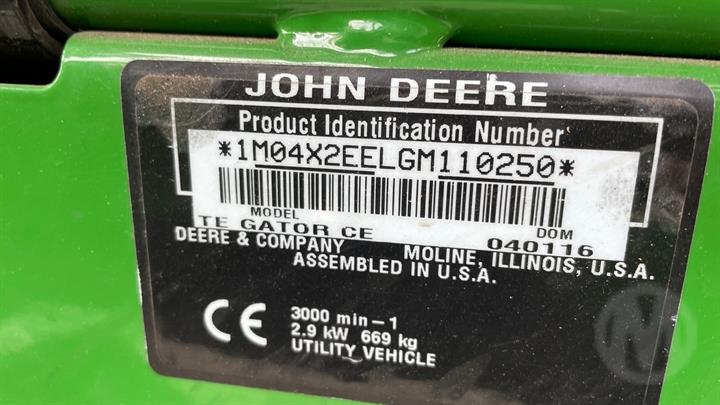 JOHN DEERE
Product Identification Number
*1M04X2EELGM110250*
MODEL DOM
TE GATOR CE 040116
DEERE & COMPANY MOLINE, ILLINOIS, U.S.A.
ASSEMBLED IN U.S.A.
CE 3000 min-1
2.9 kW 669 kg
UTILITY VEHICLE